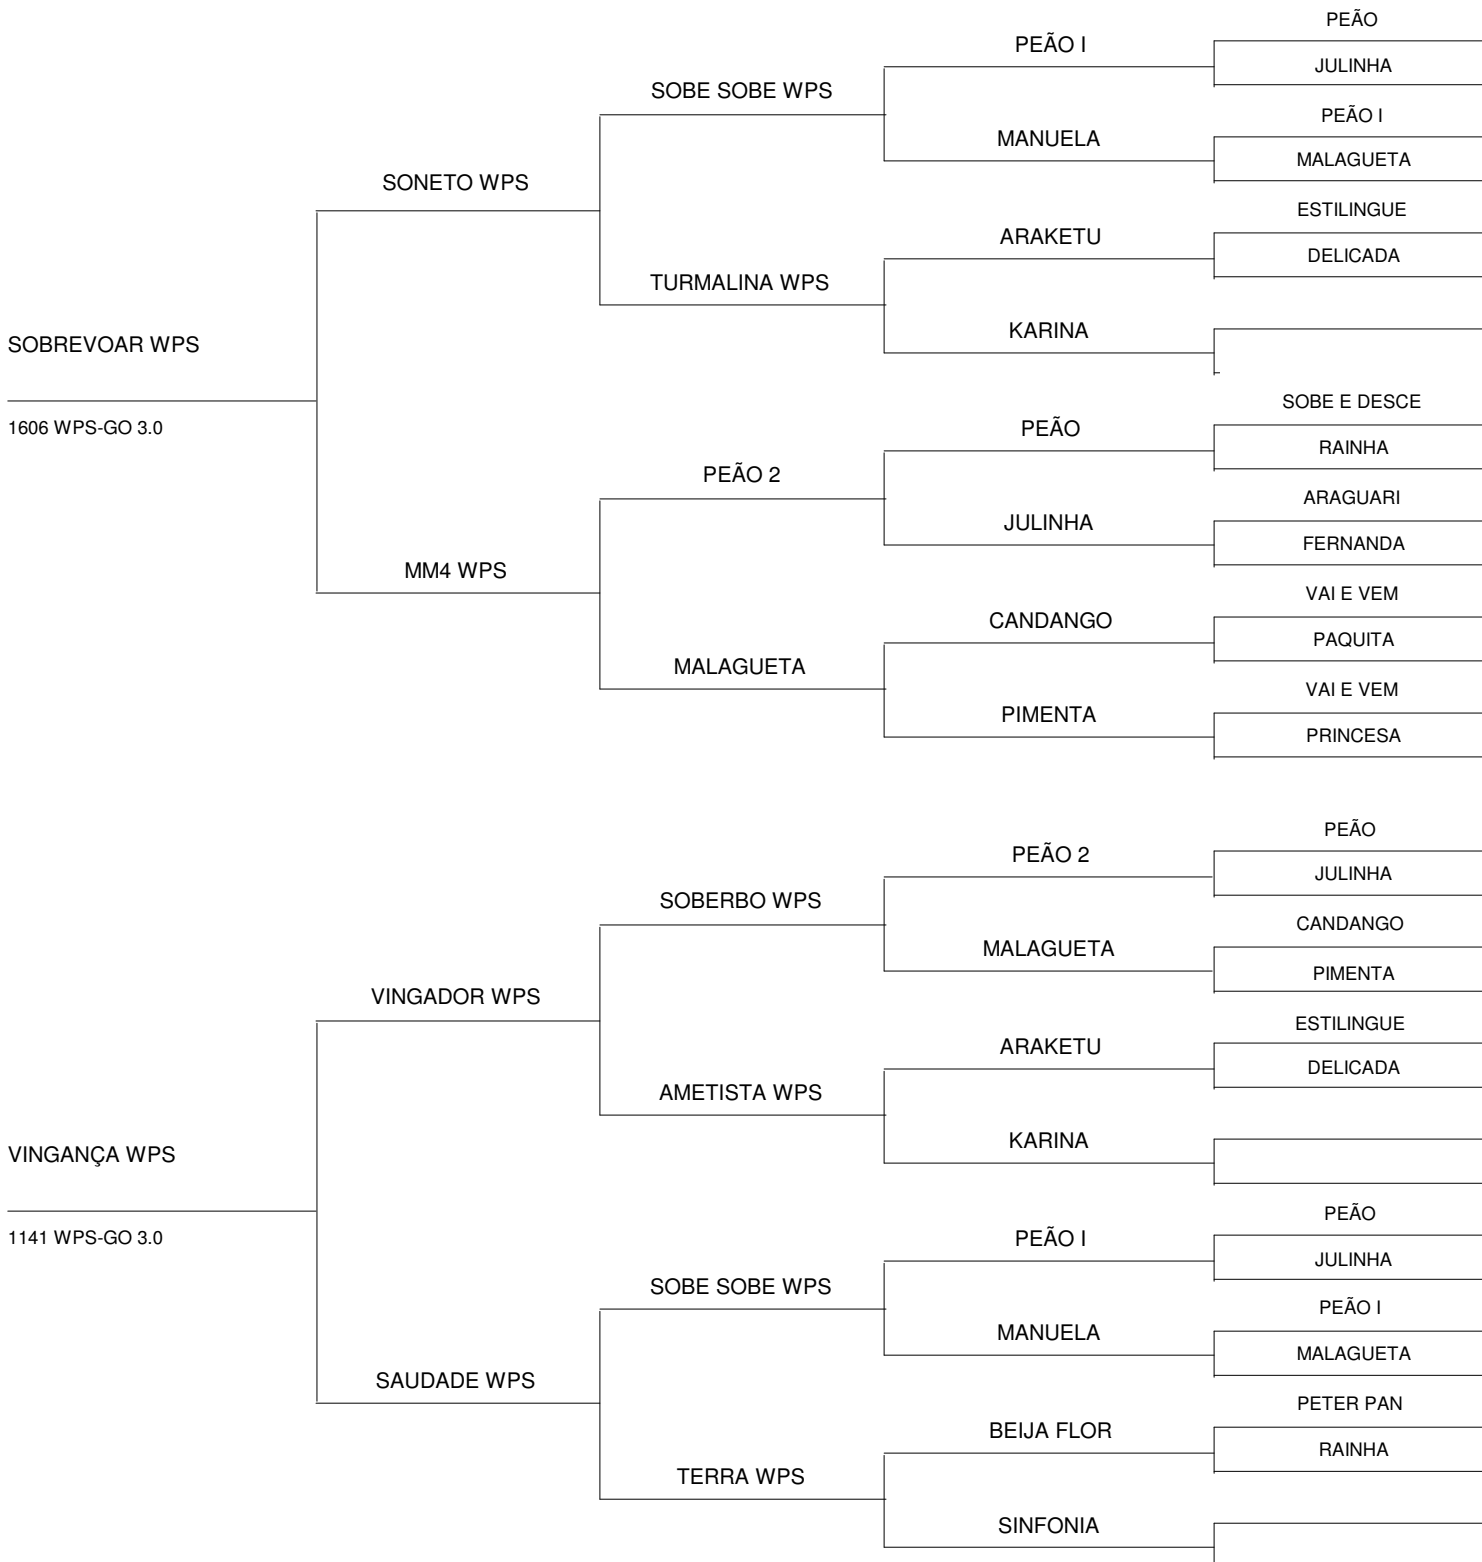 PEÃO
PEÃO I
JULINHA
SOBE SOBE WPS
PEÃO I
MANUELA
MALAGUETA
SONETO WPS
ESTILINGUE
ARAKETU
DELICADA
TURMALINA WPS
KARINA
SOBREVOAR WPS
SOBE E DESCE
1606 WPS-GO 3.0
PEÃO
RAINHA
PEÃO 2
ARAGUARI
JULINHA
FERNANDA
MM4 WPS
VAI E VEM
CANDANGO
PAQUITA
MALAGUETA
VAI E VEM
PIMENTA
PRINCESA
PEÃO
PEÃO 2
JULINHA
SOBERBO WPS
CANDANGO
MALAGUETA
PIMENTA
VINGADOR WPS
ESTILINGUE
ARAKETU
DELICADA
AMETISTA WPS
KARINA
VINGANÇA WPS
PEÃO
1141 WPS-GO 3.0
PEÃO I
JULINHA
SOBE SOBE WPS
PEÃO I
MANUELA
MALAGUETA
SAUDADE WPS
PETER PAN
BEIJA FLOR
RAINHA
TERRA WPS
SINFONIA